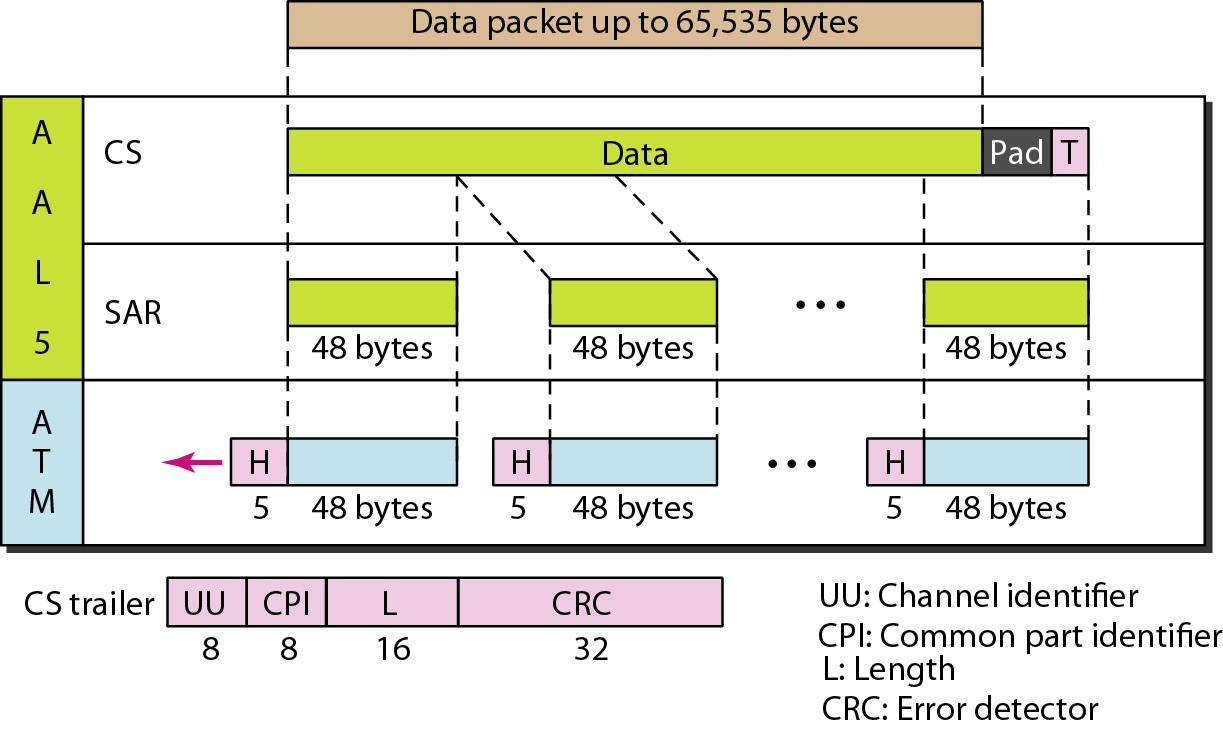 Data packet up to 65,535 bytes
A
A
L
5
CS
Data
Pad
T
SAR
48 bytes
48 bytes
48 bytes
A
T
M
H
H
H
5
48 bytes
5
48 bytes
5
48 bytes
CS trailer
UU
CPI
L
CRC
8
8
16
32
UU: Channel identifier
CPI: Common part identifier
L: Length
CRC: Error detector